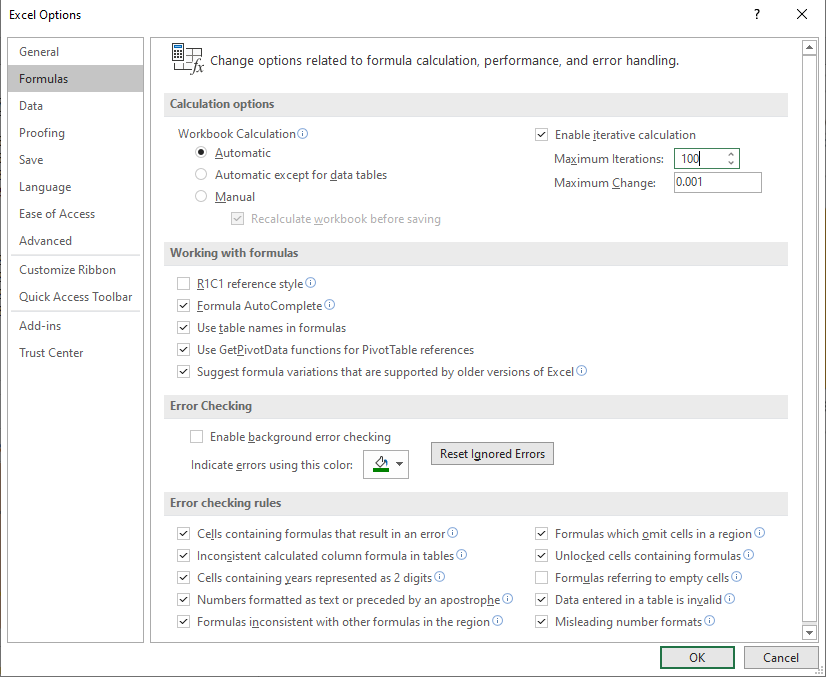 Excel Options
?
General
Formulas
Data
Proofing
Save
Language
Ease of Access
Advanced
Customize Ribbon
Quick Access Toolbar
Add-ins
Trust Center
Change options related to formula calculation, performance, and error handling.
Calculation options
Workbook Calculation
Automatic
Automatic except for data tables
Manual
Recalculate workbook before saving
Enable iterative calculation
Maximum Iterations: 100
Maximum Change: 0.001
Working with formulas
R1C1 reference style
Formula AutoComplete
Use table names in formulas
Use GetPivotData functions for PivotTable references
Suggest formula variations that are supported by older versions of Excel
Error Checking
Enable background error checking
Indicate errors using this color:
Reset Ignored Errors
Error checking rules
Cells containing formulas that result in an error
Inconsistent calculated column formula in tables
Cells containing years represented as 2 digits
Numbers formatted as text or preceded by an apostrophe
Formulas inconsistent with other formulas in the region
Formulas which omit cells in a region
Unlocked cells containing formulas
Formulas referring to empty cells
Data entered in a table is invalid
Misleading number formats
OK
Cancel